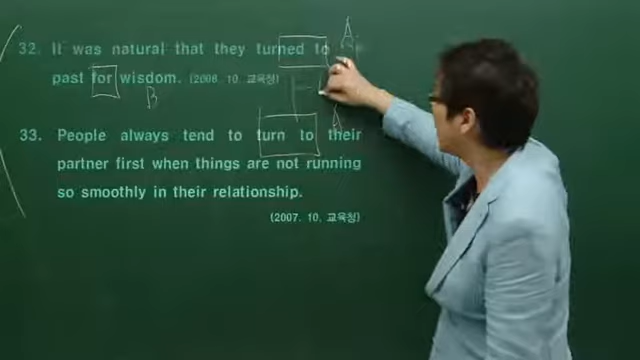 A
32. It was natural that they turned to
past for wisdom. (2008. 10. 교육청)
B
A
33. People always tend to turn to their
partner first when things are not running
so smoothly in their relationship.
(2007. 10. 교육청)